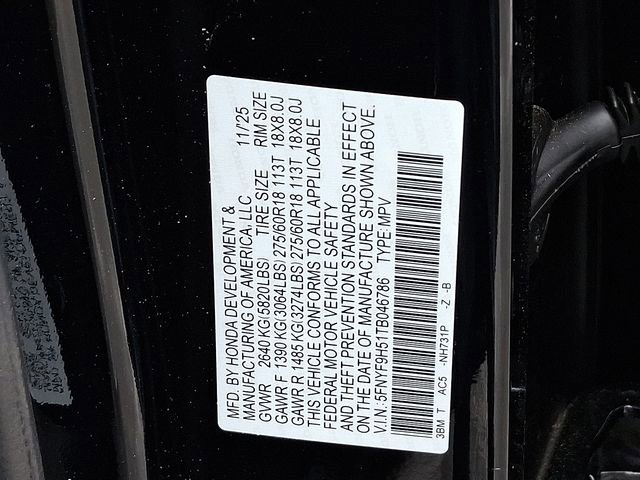 MFD. BY HONDA DEVELOPMENT &
MANUFACTURING OF AMERICA, LLC 11/25
GVWR 2640 KG(5820LBS) TIRE SIZE RIM SIZE
GAWR F 1390 KG(3064LBS) 275/60R18 113T 18X8.0J
GAWR R 1485 KG(3274LBS) 275/60R18 113T 18X8.0J
THIS VEHICLE CONFORMS TO ALL APPLICABLE
FEDERAL MOTOR VEHICLE SAFETY
AND THEFT PREVENTION STANDARDS IN EFFECT
ON THE DATE OF MANUFACTURE SHOWN ABOVE.
V.I.N: 5FNYF9H51TB046786 TYPE: MPV
3BM T AC5 -NH731P -Z -B